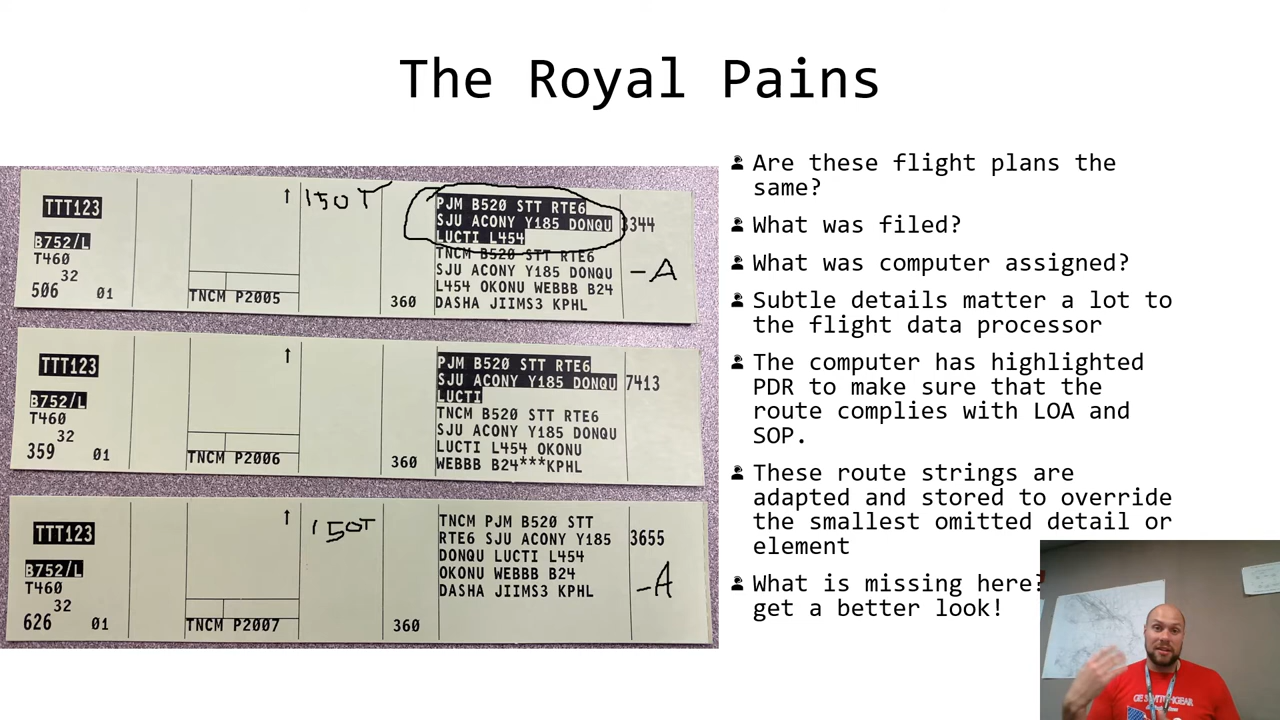 The Royal Pains
TTT123
B752/L
T460
32
506
01
↑
TNCM P2005
150T
360
PJM B520 STT RTE6
SJU ACONY Y185 DONQU
LUCTI L454
TNCM B520 STT RTE6
SJU ACONY Y185 DONQU
L454 OKONU WEBBB B24
DASHA JIIMS3 KPHL
3344
-A
TTT123
B752/L
T460
32
359
01
↑
TNCM P2006
360
PJM B520 STT RTE6
SJU ACONY Y185 DONQU
LUCTI
TNCM B520 STT RTE6
SJU ACONY Y185 DONQU
LUCTI L454 OKONU
WEBBB B24***KPHL
7413
TTT123
B752/L
T460
32
626
01
↑
TNCM P2007
150T
360
TNCM PJM B520 STT
RTE6 SJU ACONY Y185
DONQU LUCTI L454
OKONU WEBBB B24
DASHA JIIMS3 KPHL
3655
-A
Are these flight plans the
same?
What was filed?
What was computer assigned?
Subtle details matter a lot to
the flight data processor
The computer has highlighted
PDR to make sure that the
route complies with LOA and
SOP.
These route strings are
adapted and stored to override
the smallest omitted detail or
element
What is missing here?
get a better look!